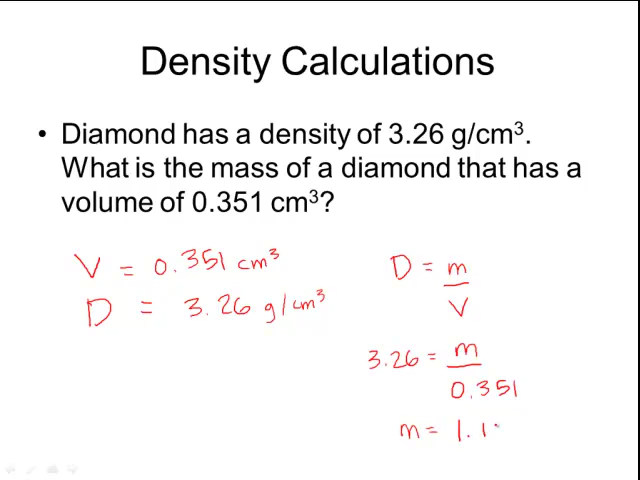 Density Calculations
• Diamond has a density of 3.26 g/cm³.
What is the mass of a diamond that has a
volume of 0.351 cm³?
V = 0.351 cm³
D = 3.26 g/cm³
D = m
V
3.26 = m
0.351
m = 1.1